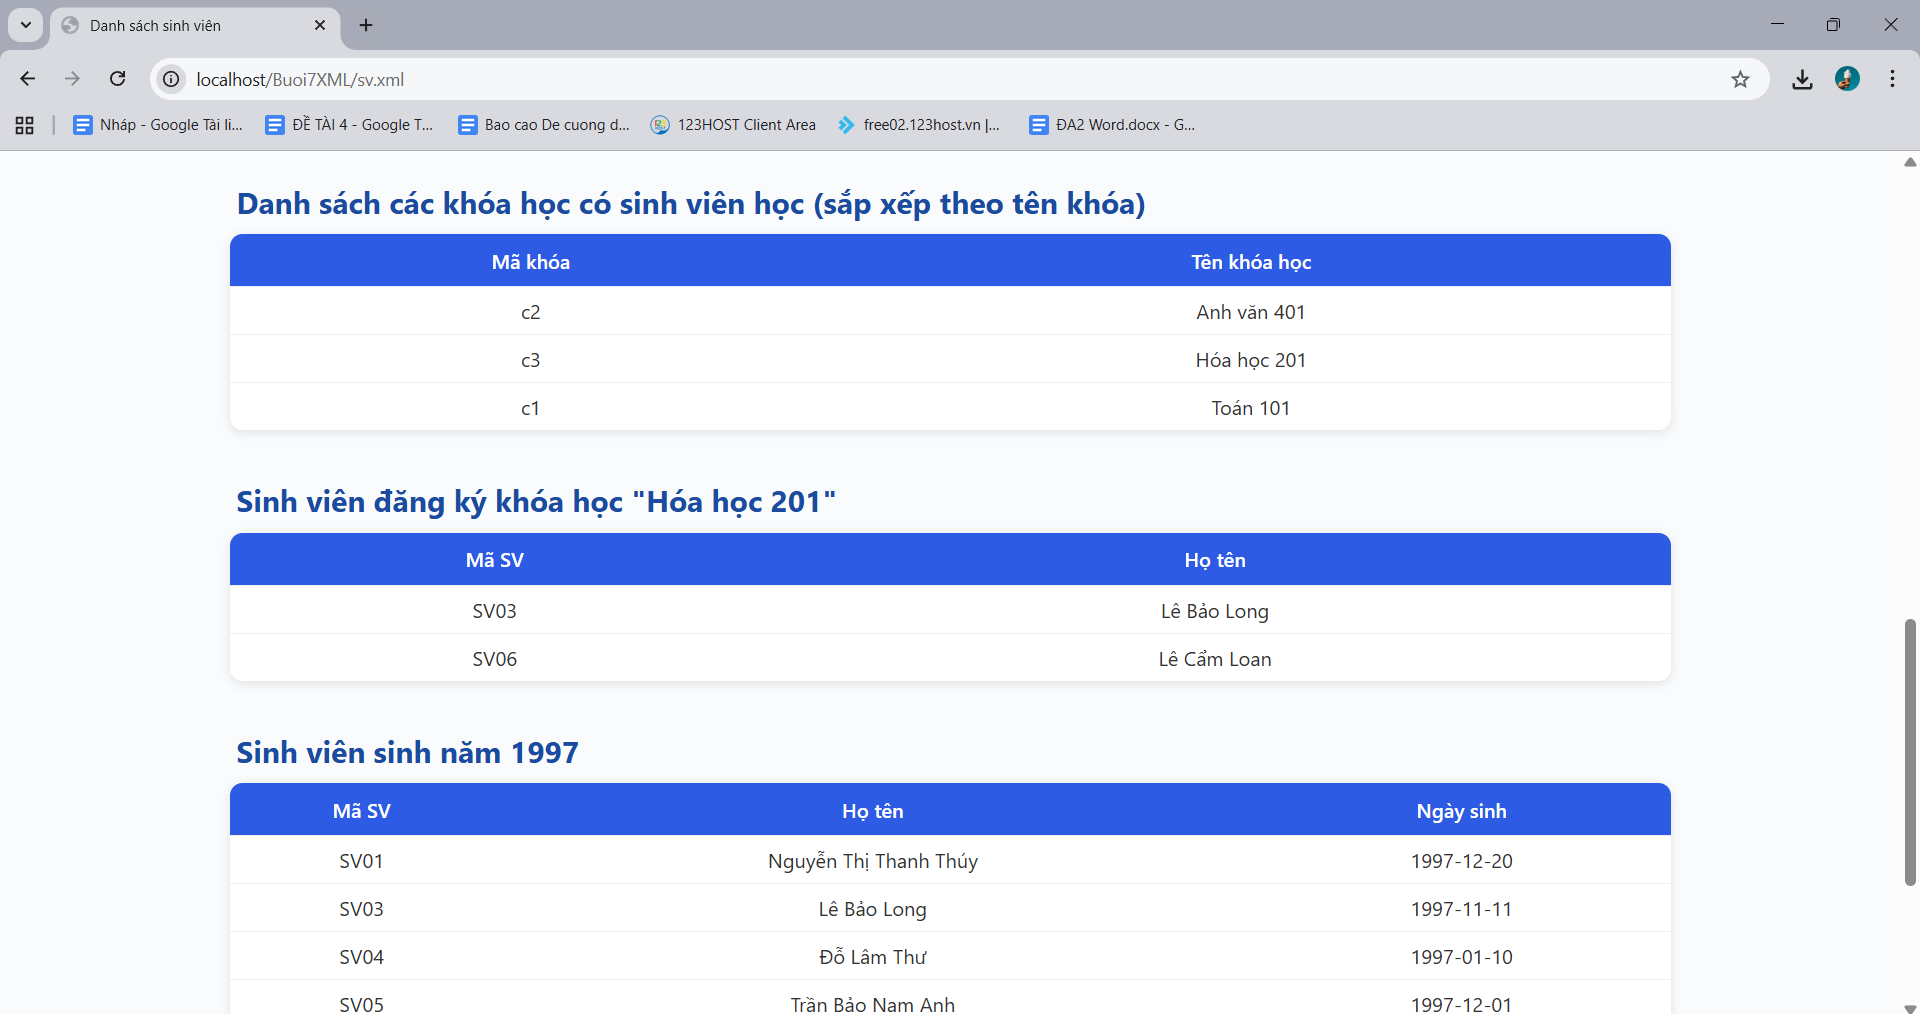 Danh sách sinh viên
localhost/Buoi7XML/sv.xml
Nháp - Google Tài li... ĐỀ TÀI 4 - Google T... Bao cao De cuong d... 123HOST Client Area free02.123host.vn |... ĐA2 Word.docx - G...
Danh sách các khóa học có sinh viên học (sắp xếp theo tên khóa)
Mã khóa Tên khóa học
c2 Anh văn 401
c3 Hóa học 201
c1 Toán 101
Sinh viên đăng ký khóa học "Hóa học 201"
Mã SV Họ tên
SV03 Lê Bảo Long
SV06 Lê Cẩm Loan
Sinh viên sinh năm 1997
Mã SV Họ tên Ngày sinh
SV01 Nguyễn Thị Thanh Thúy 1997-12-20
SV03 Lê Bảo Long 1997-11-11
SV04 Đỗ Lâm Thư 1997-01-10
SV05 Trần Bảo Nam Anh 1997-12-01